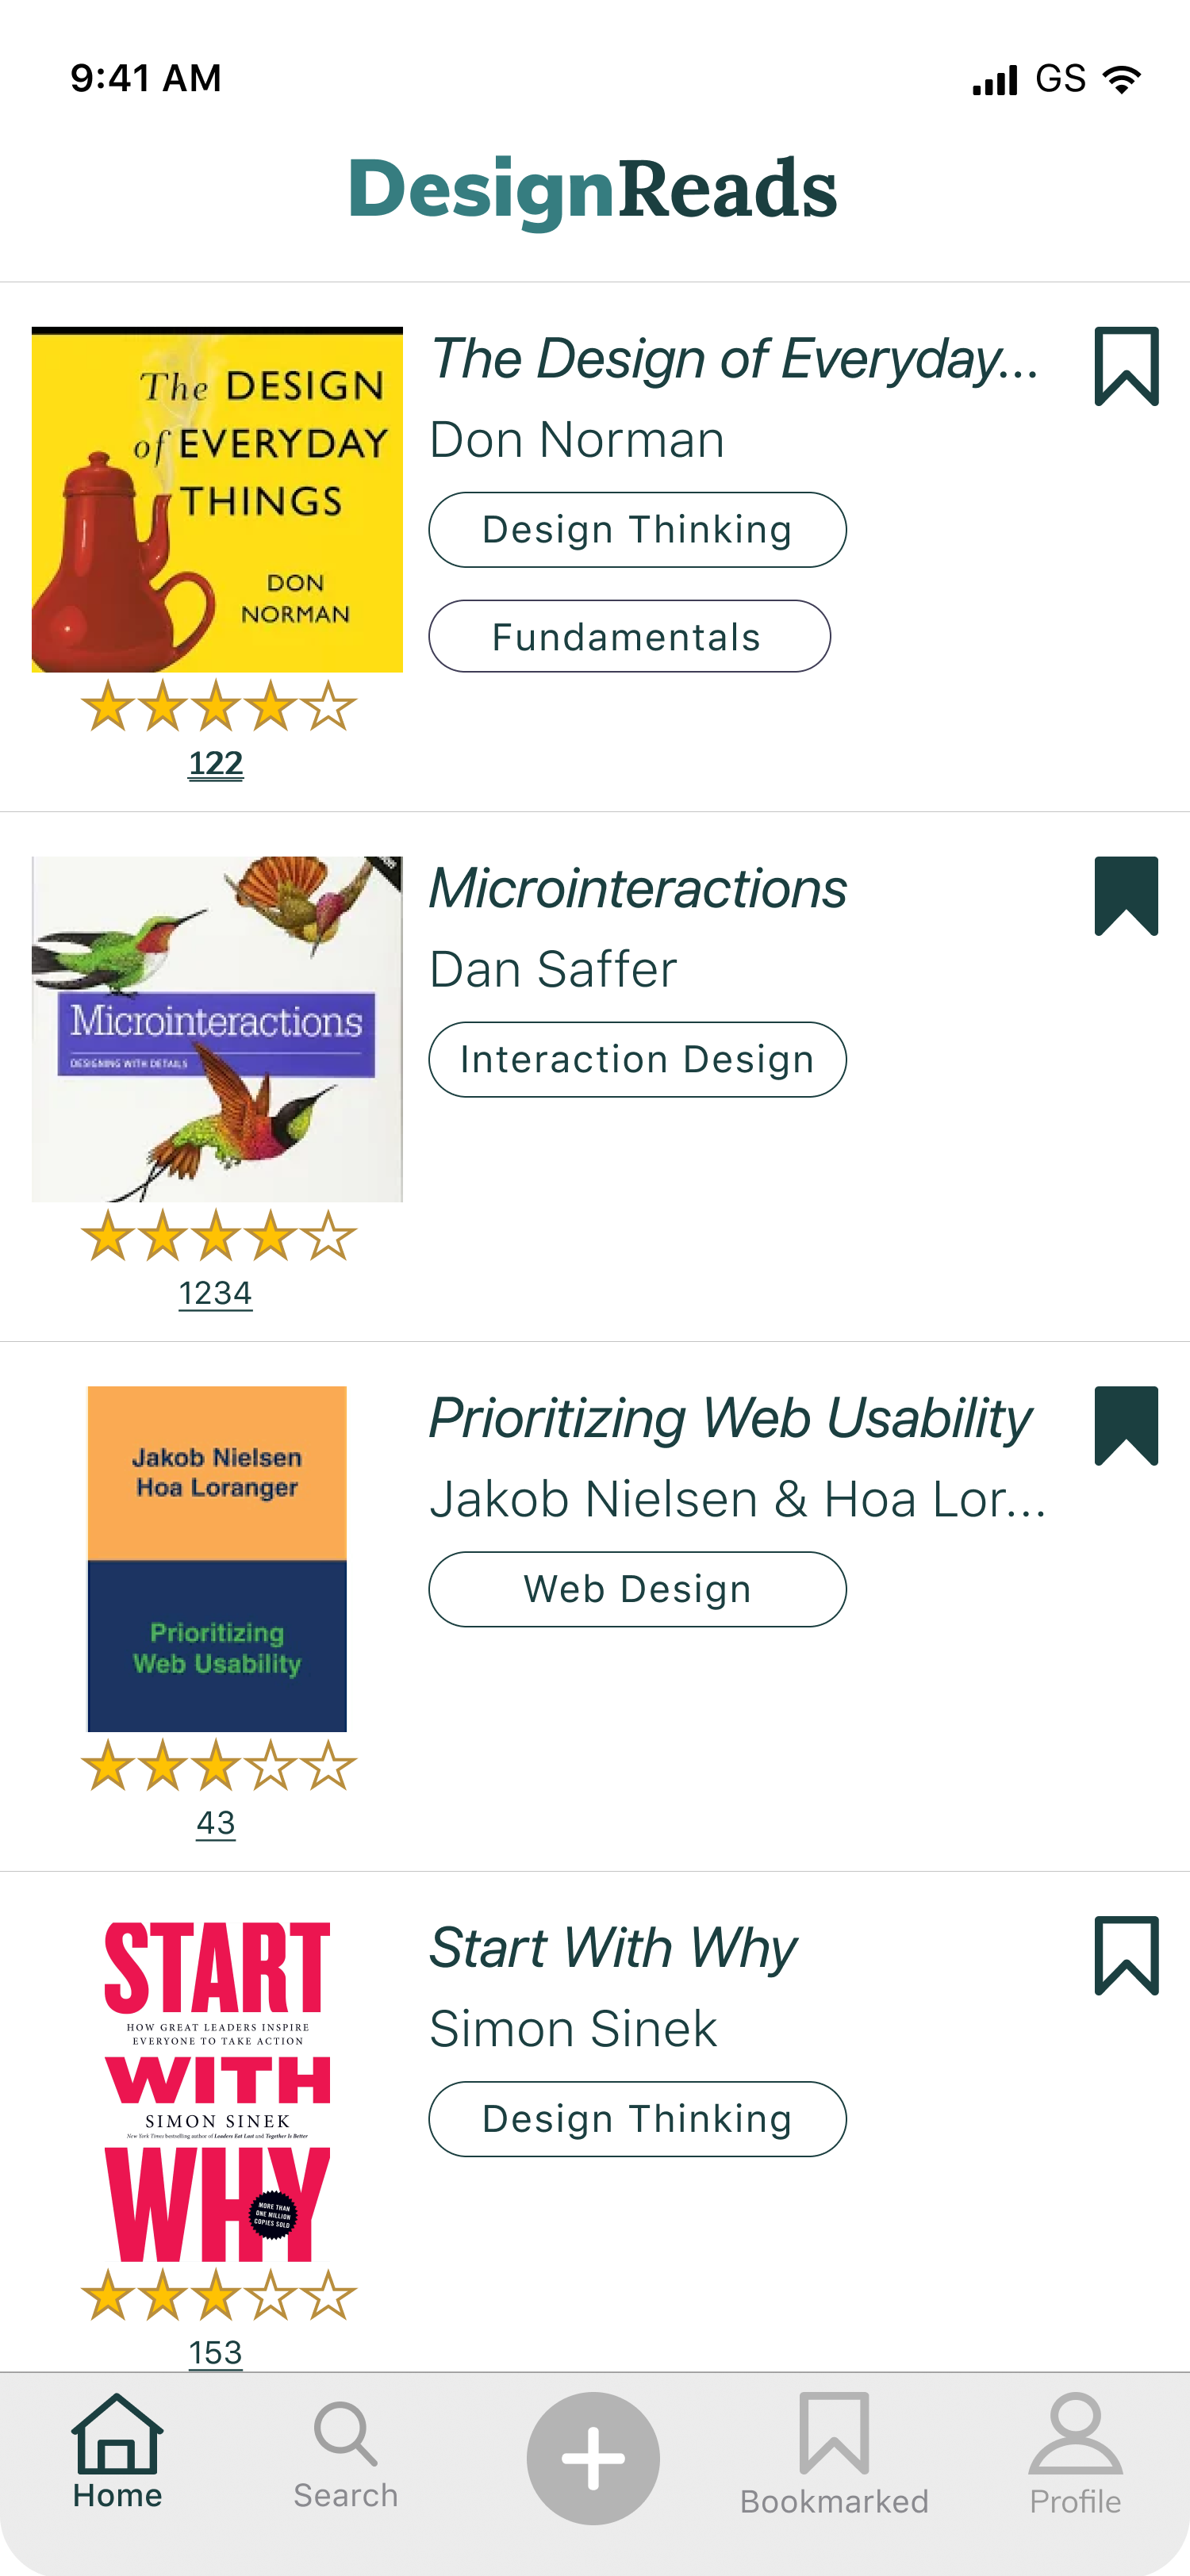 9:41 AM
GS
DesignReads
The DESIGN
of EVERYDAY
THINGS
DON
NORMAN
122
The Design of Everyday...
Don Norman
Design Thinking
Fundamentals
Microinteractions
DESIGNING WITH DETAILS
1234
Microinteractions
Dan Saffer
Interaction Design
Jakob Nielsen
Hoa Loranger
Prioritizing
Web Usability
43
Prioritizing Web Usability
Jakob Nielsen & Hoa Lor...
Web Design
START
HOW GREAT LEADERS INSPIRE
EVERYONE TO TAKE ACTION
WITH
SIMON SINEK
New York Times bestselling author of Leaders Eat Last and Together Is Better
WHY
MORE THAN
ONE MILLION
COPIES SOLD
153
Start With Why
Simon Sinek
Design Thinking
Home
Search
Bookmarked
Profile